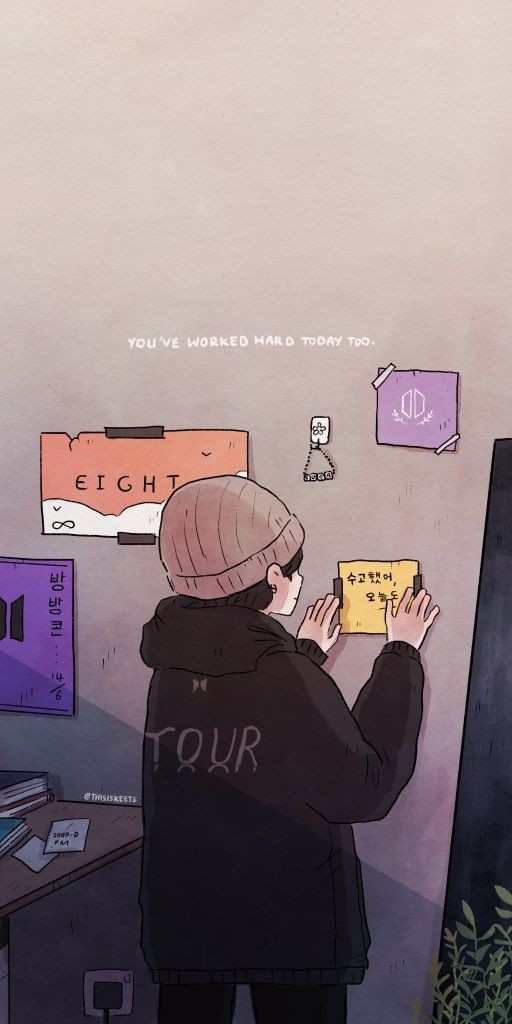 YOU'VE WORKED HARD TODAY TOO.
EIGHT
수고했어,
오늘도
방
방
콘
:
14/6
TOUR
@THISISKEETS
FM